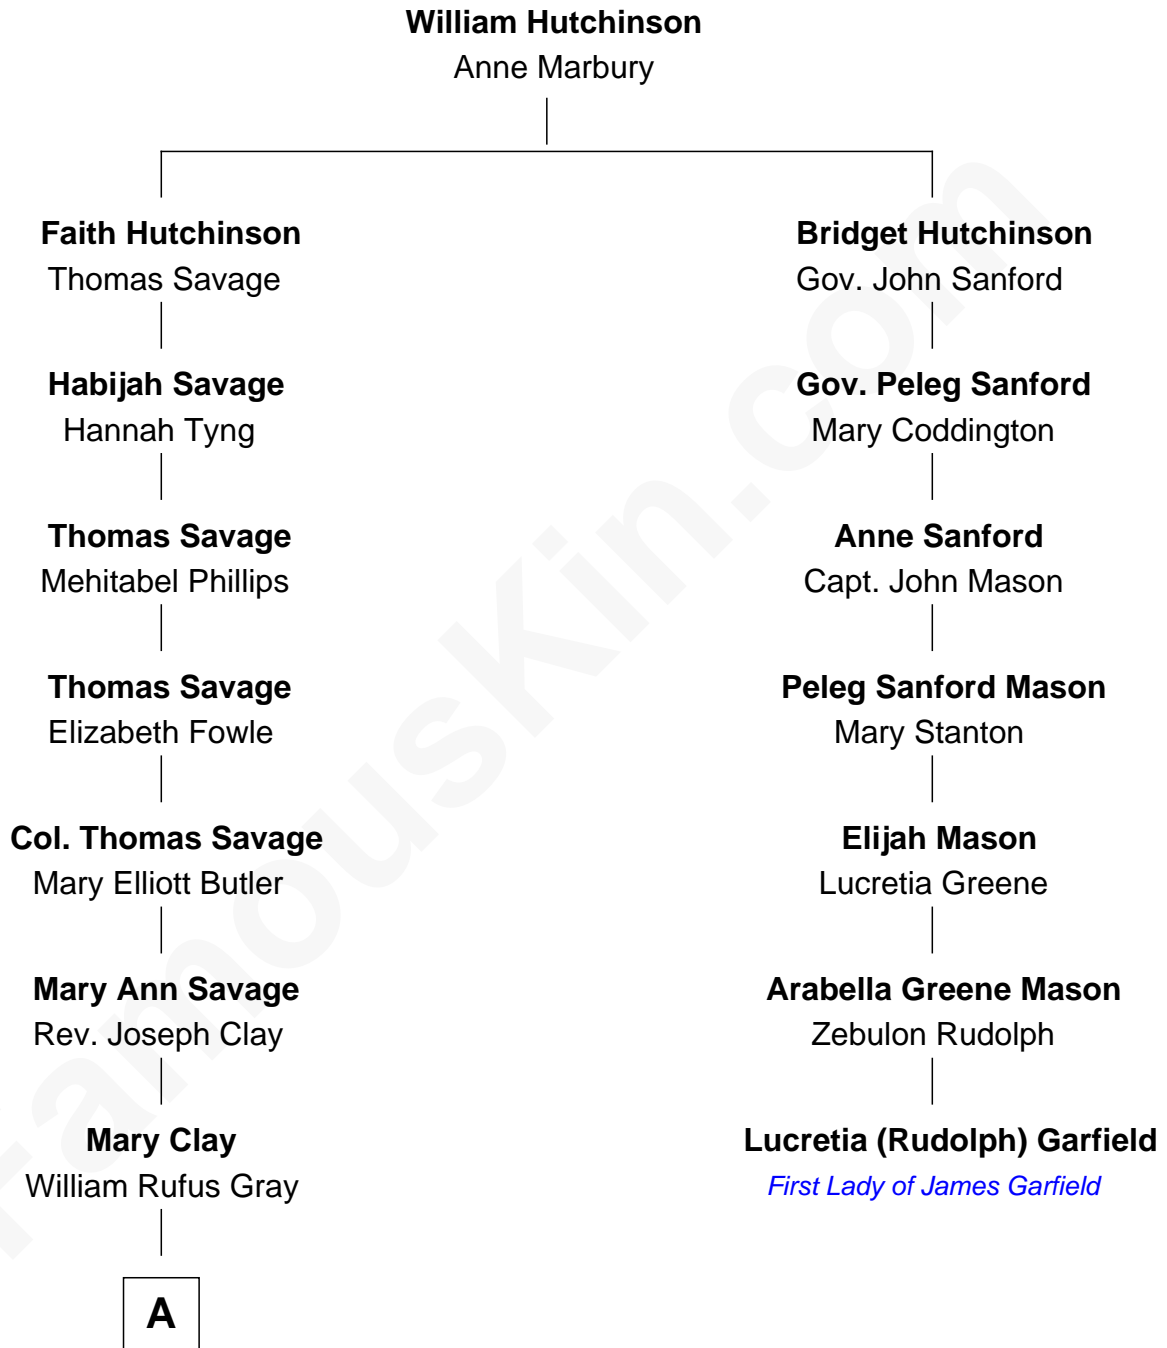 William Hutchinson
Anne Marbury
Faith Hutchinson
Thomas Savage
Habijah Savage
Hannah Tyng
Thomas Savage
Mehitabel Phillips
Thomas Savage
Elizabeth Fowle
Col. Thomas Savage
Mary Elliott Butler
Mary Ann Savage
Rev. Joseph Clay
Mary Clay
William Rufus Gray
A
Bridget Hutchinson
Gov. John Sanford
Gov. Peleg Sanford
Mary Coddington
Anne Sanford
Capt. John Mason
Peleg Sanford Mason
Mary Stanton
Elijah Mason
Lucretia Greene
Arabella Greene Mason
Zebulon Rudolph
Lucretia (Rudolph) Garfield
First Lady of James Garfield
FamousKin.com